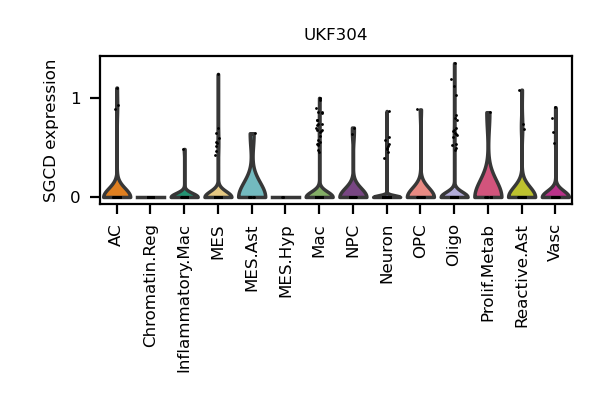 UKF304
SGCD expression
1
0
AC
Chromatin.Reg
Inflammatory.Mac
MES
MES.Ast
MES.Hyp
Mac
NPC
Neuron
OPC
Oligo
Prolif.Metab
Reactive.Ast
Vasc